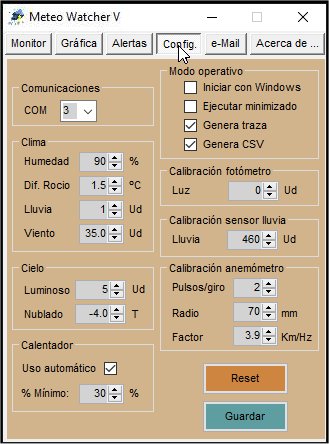 Meteo Watcher V
Monitor Gráfica Alertas Config. e-Mail Acerca de ...
Comunicaciones
COM 3
Clima
Humedad 90 %
Dif. Rocio 1.5 ºC
Lluvia 1 Ud
Viento 35.0 Ud
Cielo
Luminoso 5 Ud
Nublado -4.0 T
Calentador
Uso automático
% Mínimo: 30 %
Modo operativo
Iniciar con Windows
Ejecutar minimizado
Genera traza
Genera CSV
Calibración fotómetro
Luz 0 Ud
Calibración sensor lluvia
Lluvia 460 Ud
Calibración anemómetro
Pulsos/giro 2
Radio 70 mm
Factor 3.9 Km/Hz
Reset
Guardar